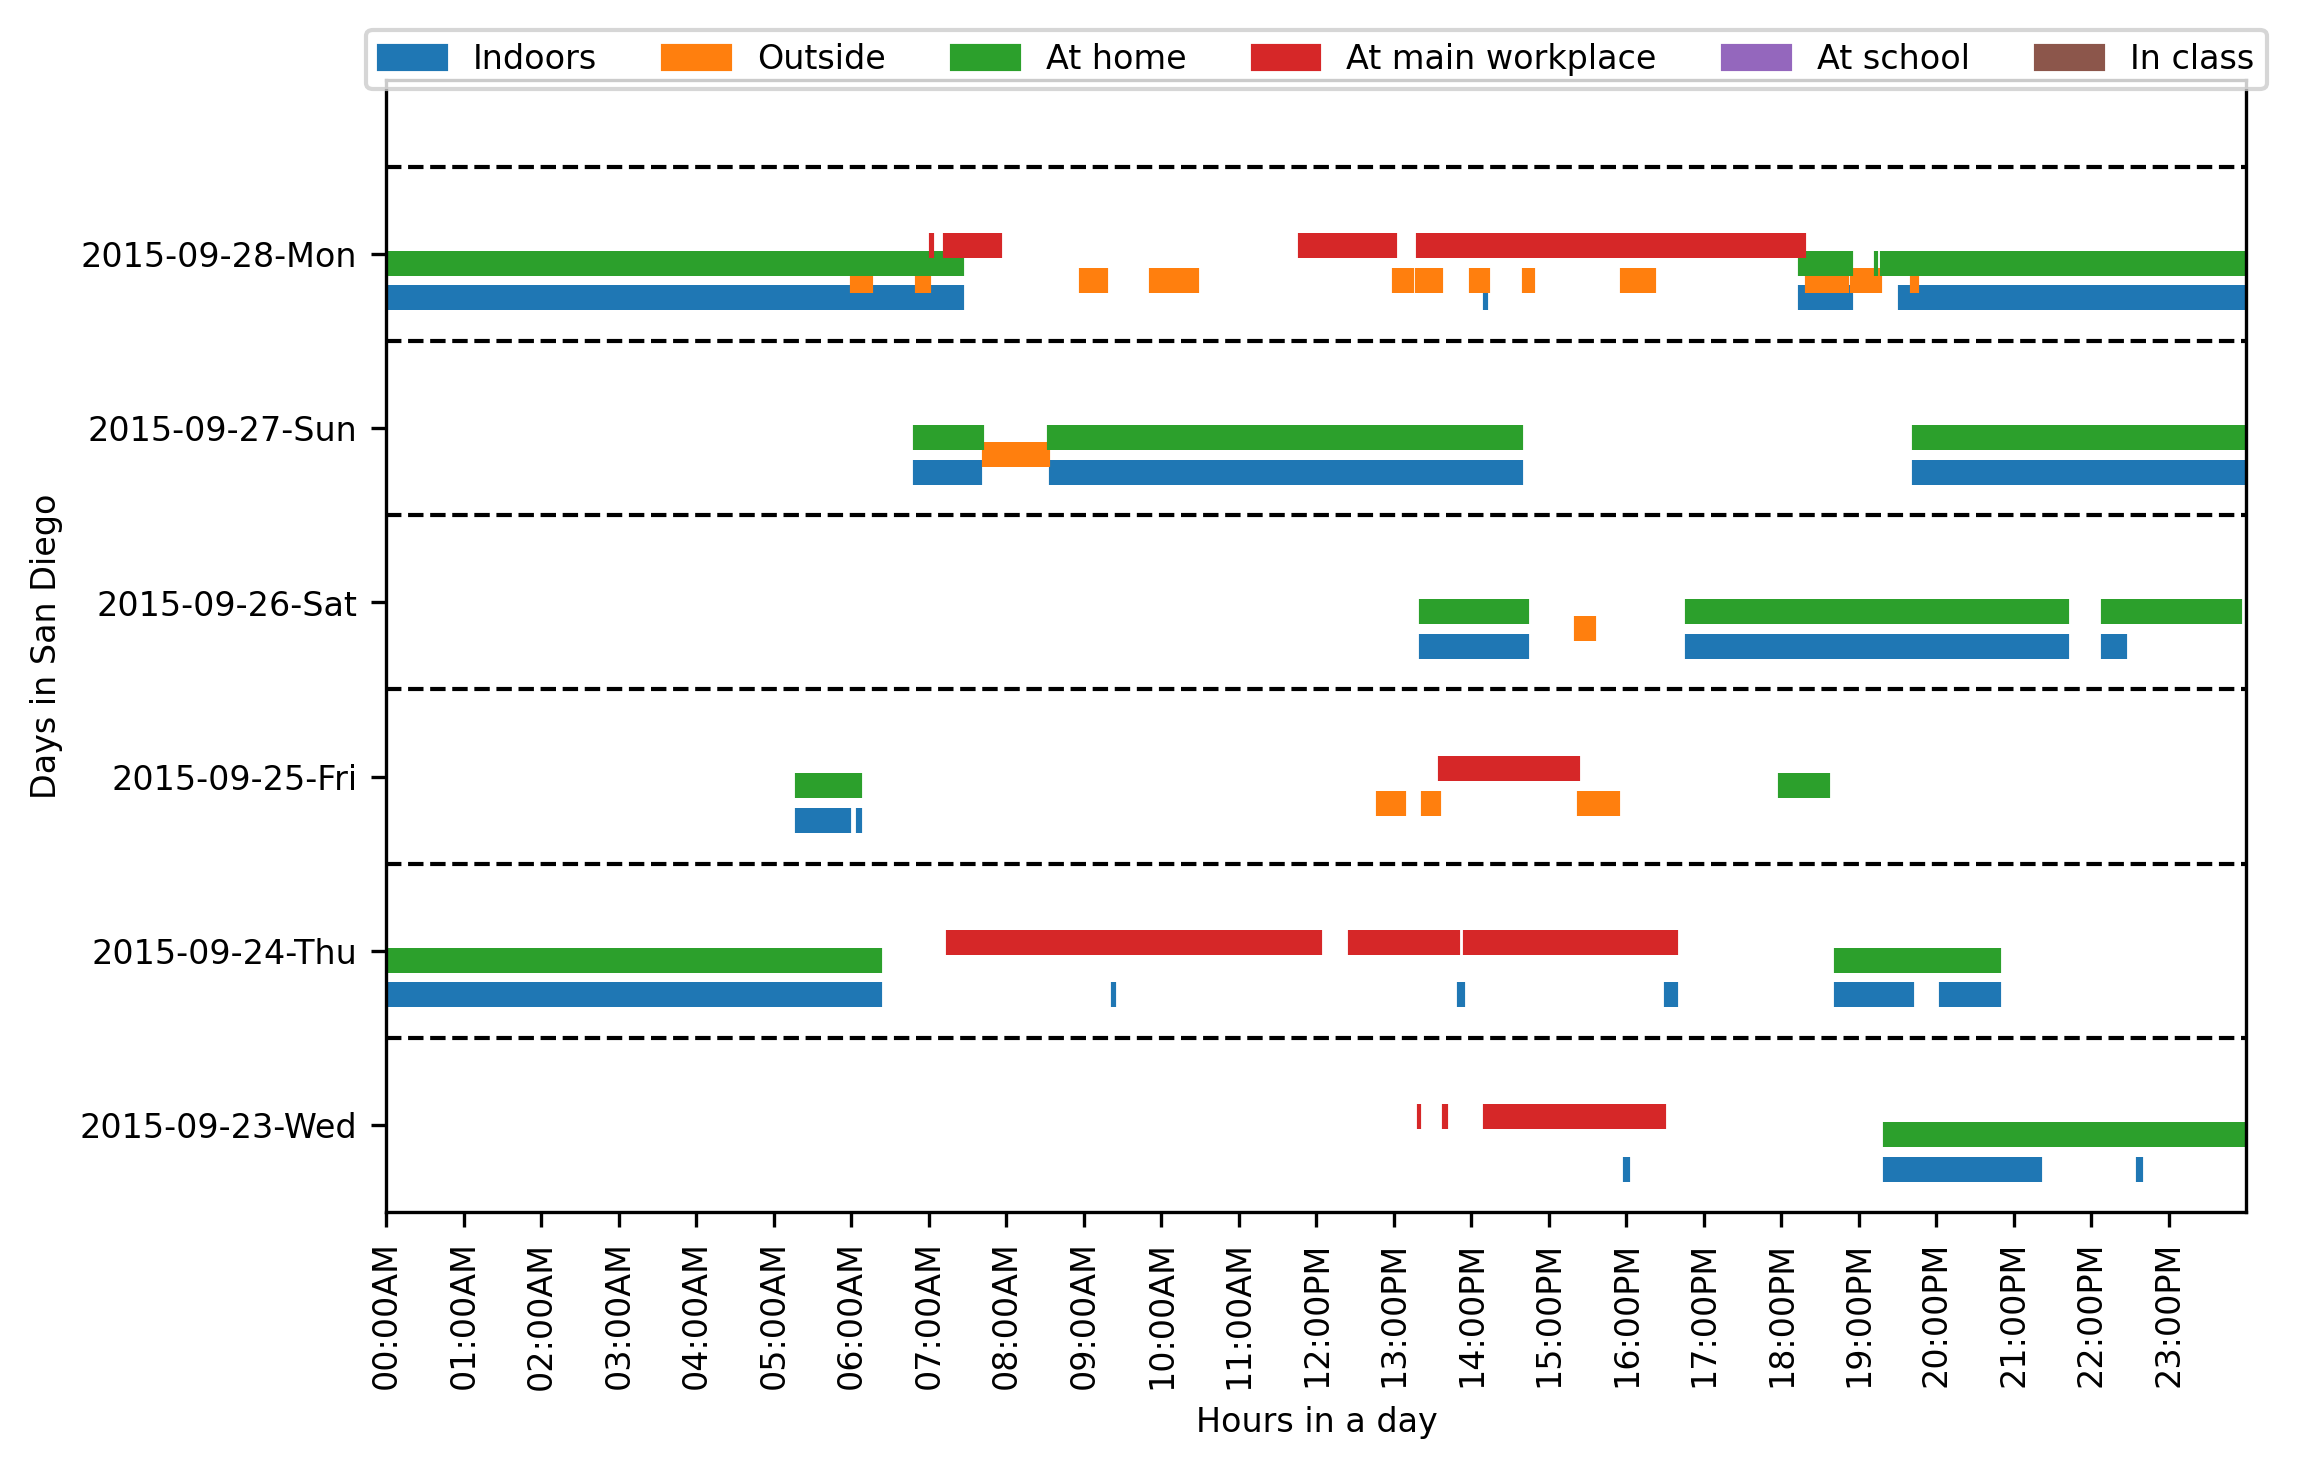 Indoors Outside At home At main workplace At school In class
Days in San Diego
2015-09-28-Mon
2015-09-27-Sun
2015-09-26-Sat
2015-09-25-Fri
2015-09-24-Thu
2015-09-23-Wed
00:00AM
01:00AM
02:00AM
03:00AM
04:00AM
05:00AM
06:00AM
07:00AM
08:00AM
09:00AM
10:00AM
11:00AM
12:00PM
13:00PM
14:00PM
15:00PM
16:00PM
17:00PM
18:00PM
19:00PM
20:00PM
21:00PM
22:00PM
23:00PM
Hours in a day